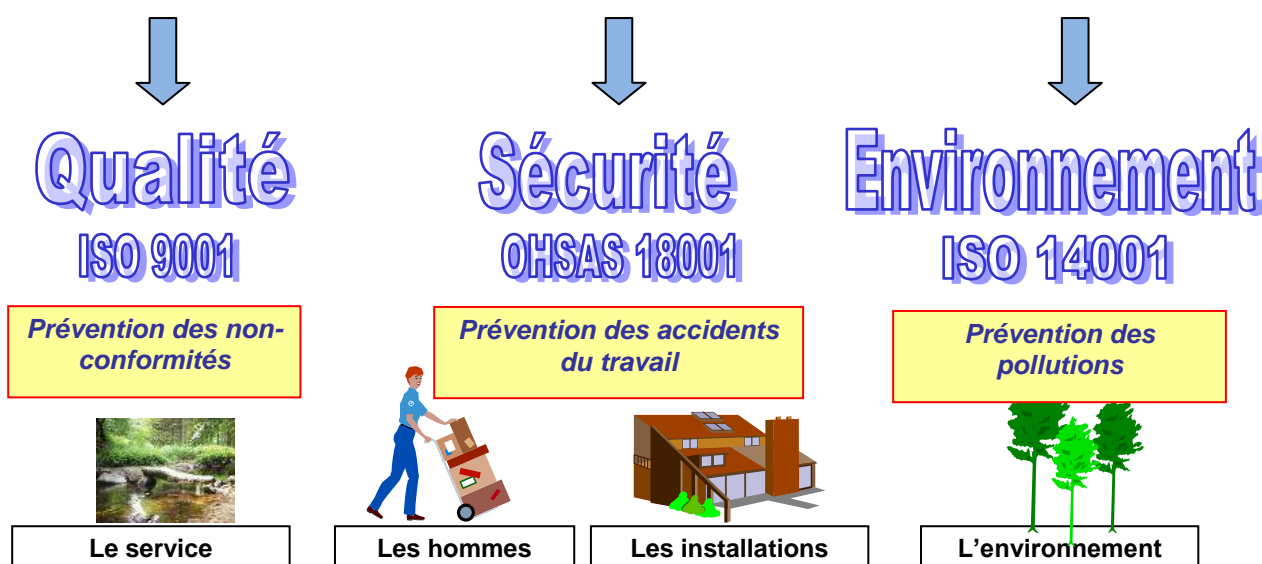 Qualité
ISO 9001
Prévention des non-
conformités
Le service
Sécurité
OHSAS 18001
Prévention des accidents
du travail
Les hommes
Les installations
Environnement
ISO 14001
Prévention des
pollutions
L'environnement